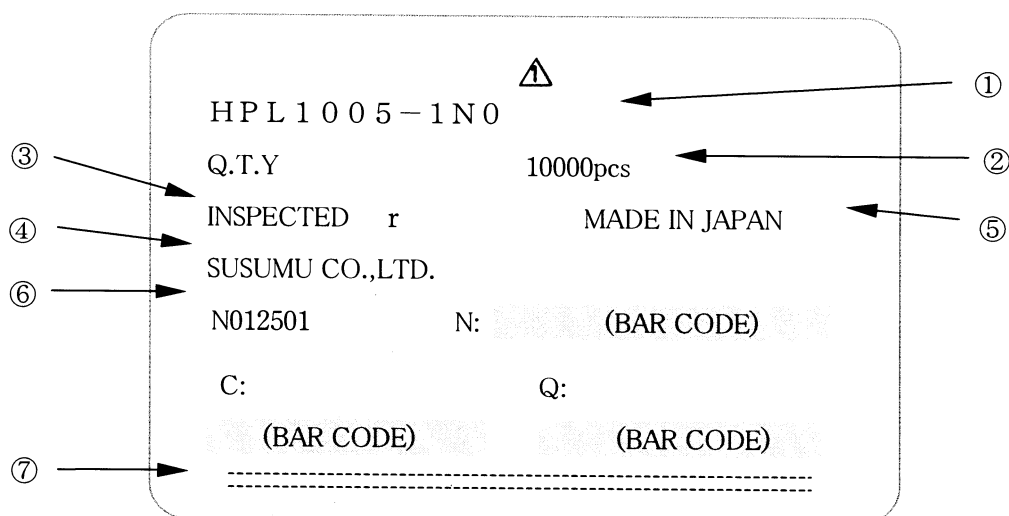 ⚠1
HPL1005-1N0 ①
③ Q.T.Y 10000pcs ②
④ INSPECTED r MADE IN JAPAN ⑤
SUSUMU CO.,LTD.
⑥ N012501 N: (BAR CODE)
C: Q:
(BAR CODE) (BAR CODE)
⑦